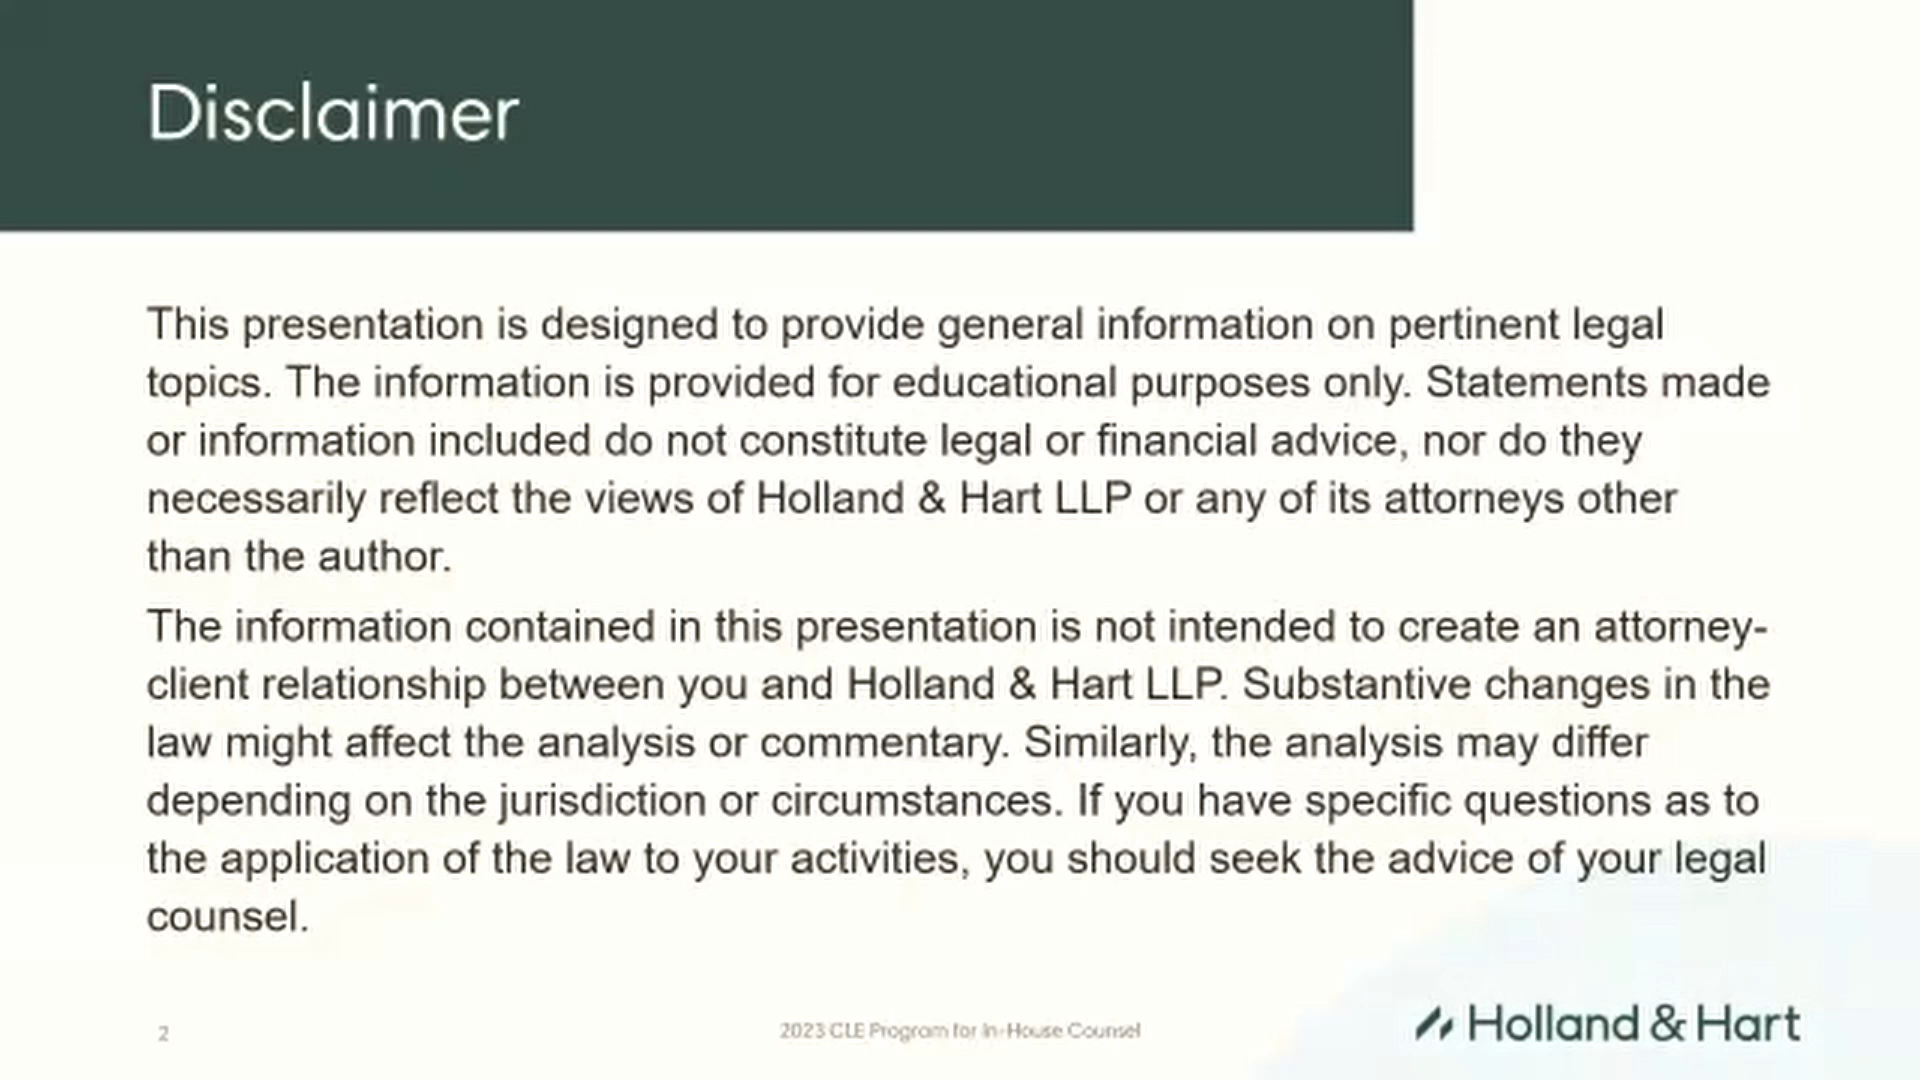 Disclaimer
This presentation is designed to provide general information on pertinent legal
topics. The information is provided for educational purposes only. Statements made
or information included do not constitute legal or financial advice, nor do they
necessarily reflect the views of Holland & Hart LLP or any of its attorneys other
than the author.
The information contained in this presentation is not intended to create an attorney-
client relationship between you and Holland & Hart LLP. Substantive changes in the
law might affect the analysis or commentary. Similarly, the analysis may differ
depending on the jurisdiction or circumstances. If you have specific questions as to
the application of the law to your activities, you should seek the advice of your legal
counsel.
2
2023 CLE Program for In-House Counsel
Holland & Hart